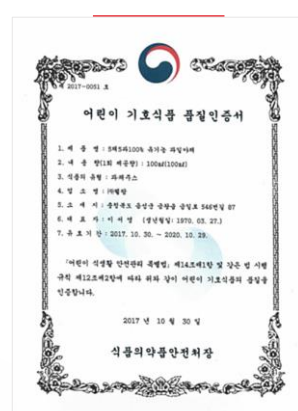 제 2017-0051 호
어린이 기호식품 품질인증서
1. 제 품 명 : 5색5과100% 유기농 과일야채
2. 내 용 량(1회 제공량) : 100ml(100ml)
3. 식품의 유형 : 과채주스
4. 업 소 명 : ㈜웰팜
5. 소 재 지 : 충청북도 음성군 금왕읍 금일로 545번길 87
6. 대 표 자 : 이 서 영 (생년월일: 1970. 03. 27.)
7. 유 효 기 간 : 2017. 10. 30. ~ 2020. 10. 29.
「어린이 식생활 안전관리 특별법」 제14조제1항 및 같은 법 시행
규칙 제12조제2항에 따라 위와 같이 어린이 기호식품의 품질을
인증합니다.
2017 년 10 월 30 일
식품의약품안전처장